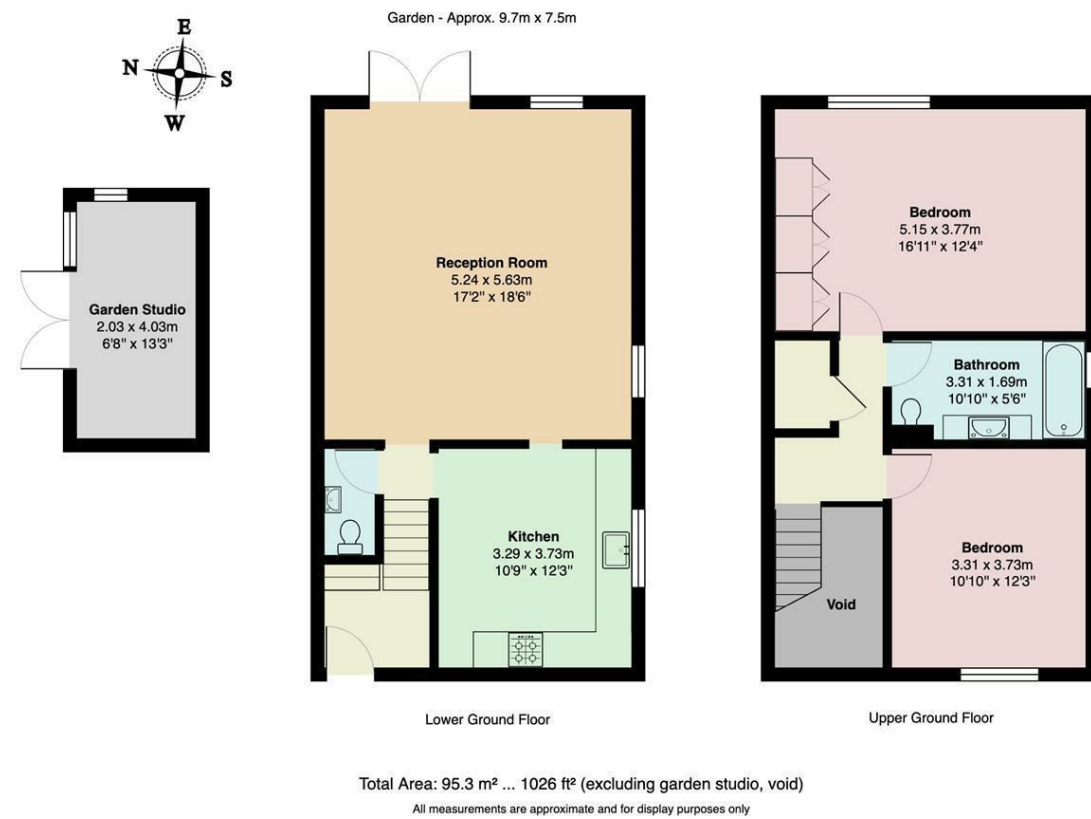 Garden - Approx. 9.7m x 7.5m
E
N
S
W
Garden Studio
2.03 x 4.03m
6'8" x 13'3"
Reception Room
5.24 x 5.63m
17'2" x 18'6"
Kitchen
3.29 x 3.73m
10'9" x 12'3"
Lower Ground Floor
Bedroom
5.15 x 3.77m
16'11" x 12'4"
Bathroom
3.31 x 1.69m
10'10" x 5'6"
Bedroom
3.31 x 3.73m
10'10" x 12'3"
Void
Upper Ground Floor
Total Area: 95.3 m² ... 1026 ft² (excluding garden studio, void)
All measurements are approximate and for display purposes only